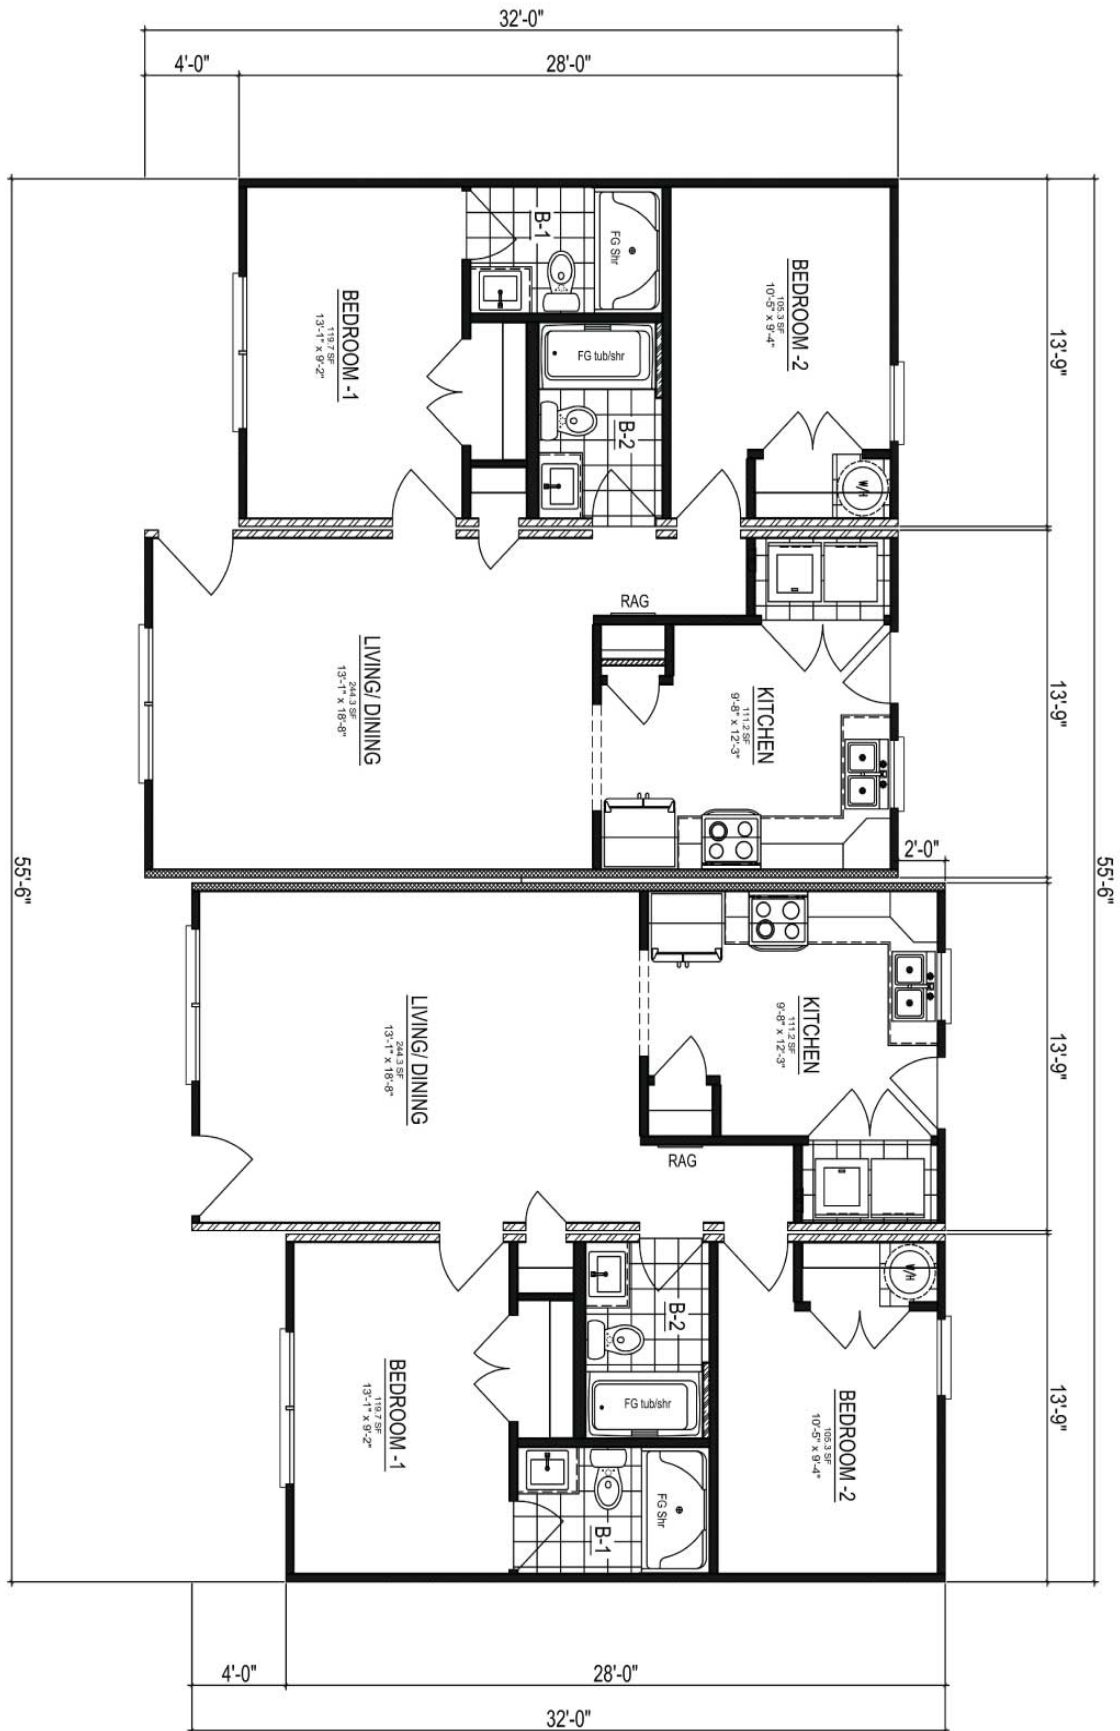 32'-0"
4'-0"
28'-0"
B-1
FG Shr
BEDROOM -2
105.3 SF
10'-5" x 9'-4"
BEDROOM -1
119.7 SF
13'-1" x 9'-2"
13'-9"
FG tub/shr
B-2
W/H
RAG
LIVING/ DINING
244.3 SF
13'-1" x 18'-8"
KITCHEN
111.2 SF
9'-8" x 12'-3"
13'-9"
2'-0"
55'-6"
55'-6"
LIVING/ DINING
244.3 SF
13'-1" x 18'-8"
KITCHEN
111.2 SF
9'-8" x 12'-3"
13'-9"
RAG
W/H
B-2
BEDROOM -1
119.7 SF
13'-1" x 9'-2"
FG tub/shr
BEDROOM -2
105.3 SF
10'-5" x 9'-4"
13'-9"
FG Shr
B-1
4'-0"
28'-0"
32'-0"